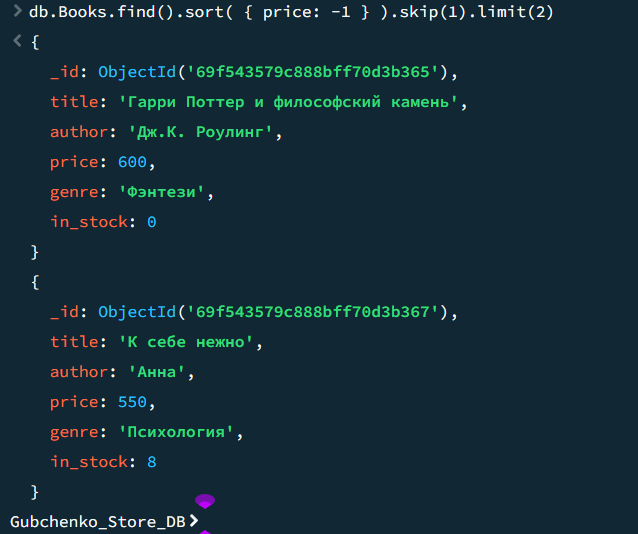 > db.Books.find().sort( { price: -1 } ).skip(1).limit(2)
< {
_id: ObjectId('69f543579c888bff70d3b365'),
title: 'Гарри Поттер и философский камень',
author: 'Дж.К. Роулинг',
price: 600,
genre: 'Фэнтези',
in_stock: 0
}
{
_id: ObjectId('69f543579c888bff70d3b367'),
title: 'К себе нежно',
author: 'Анна',
price: 550,
genre: 'Психология',
in_stock: 8
}
Gubchenko_Store_DB>